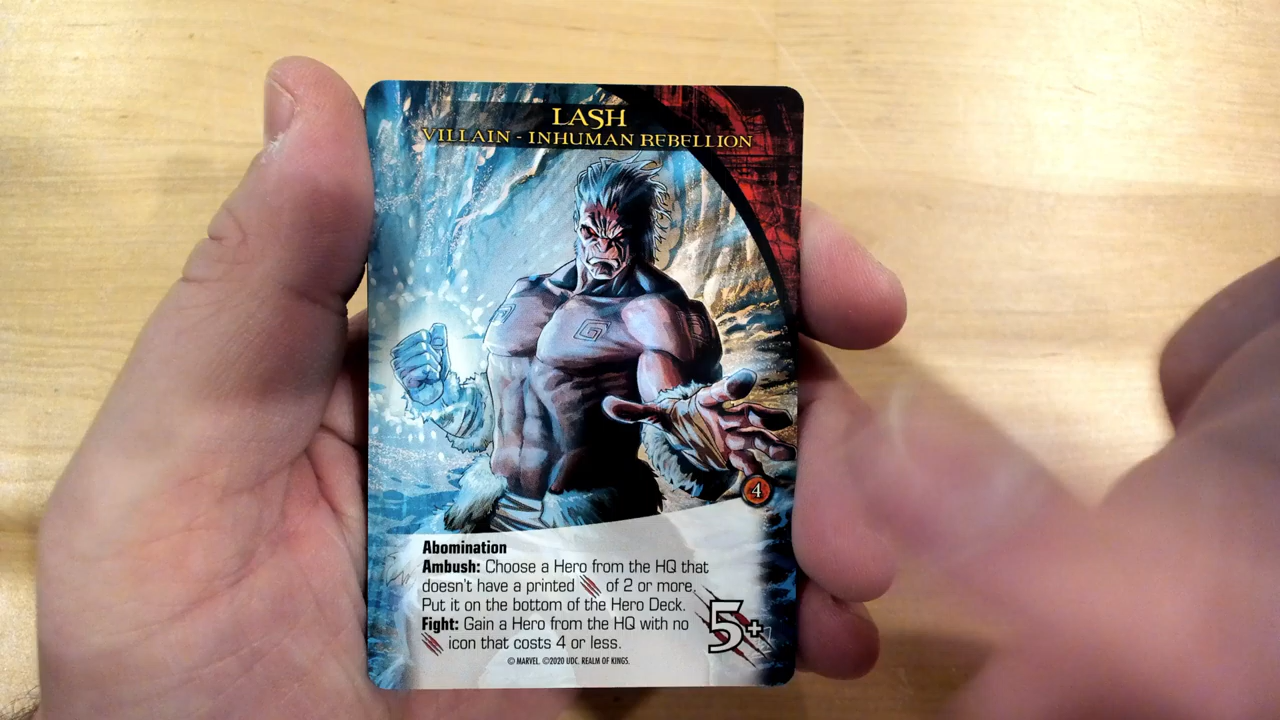 LASH
VILLAIN - INHUMAN REBELLION
4
Abomination
Ambush: Choose a Hero from the HQ that
doesn't have a printed of 2 or more.
Put it on the bottom of the Hero Deck.
Fight: Gain a Hero from the HQ with no
icon that costs 4 or less.
5+
© MARVEL. ©2020 UDC. REALM OF KINGS.